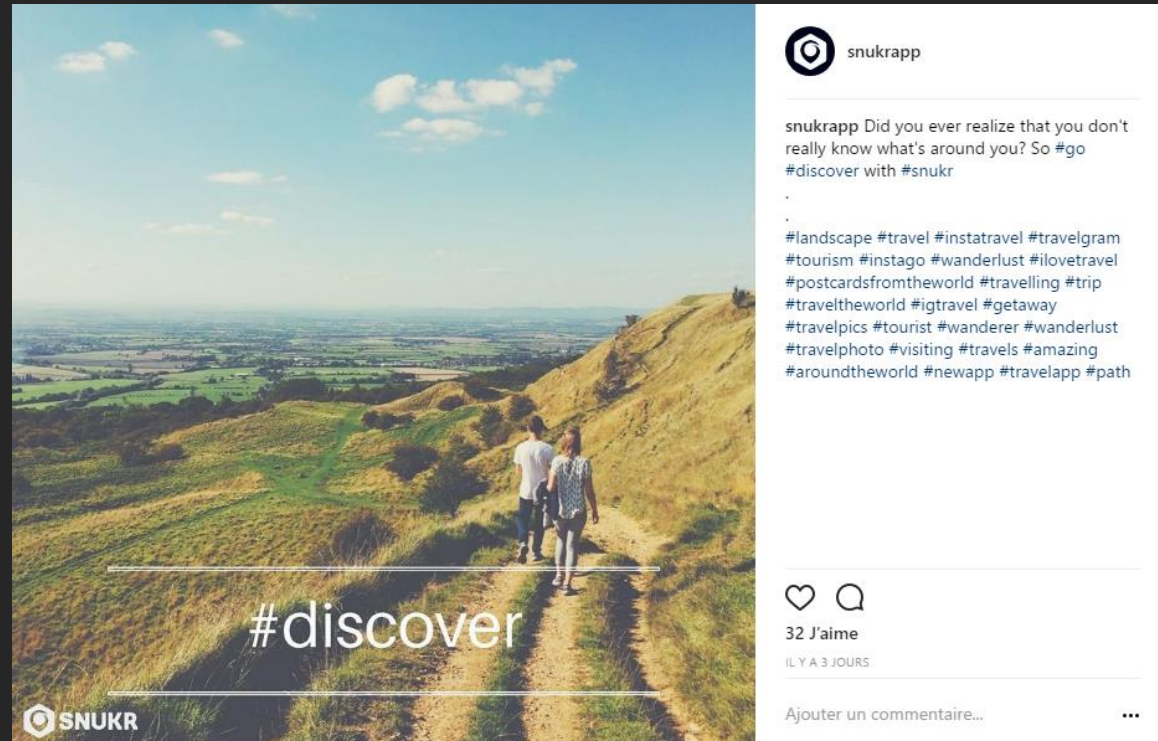 snukrapp
snukrapp Did you ever realize that you don't
really know what's around you? So #go
#discover with #snukr
.
.
#landscape #travel #instatravel #travelgram
#tourism #instago #wanderlust #ilovetravel
#postcardsfromtheworld #travelling #trip
#traveltheworld #igtravel #getaway
#travelpics #tourist #wanderer #wanderlust
#travelphoto #visiting #travels #amazing
#aroundtheworld #newapp #travelapp #path
32 J'aime
IL Y A 3 JOURS
Ajouter un commentaire...
#discover
SNUKR